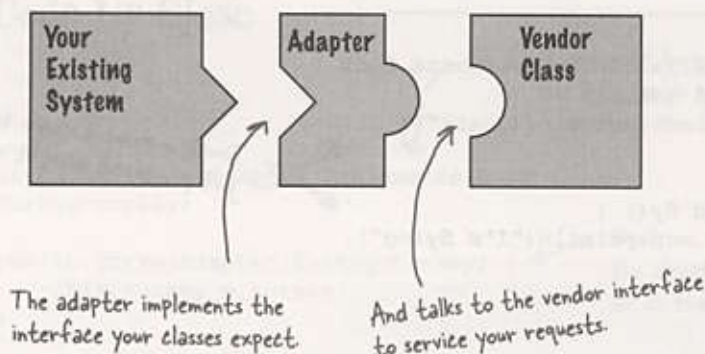 Your
Existing
System
Adapter
Vendor
Class
The adapter implements the
interface your classes expect.
And talks to the vendor interface
to service your requests.